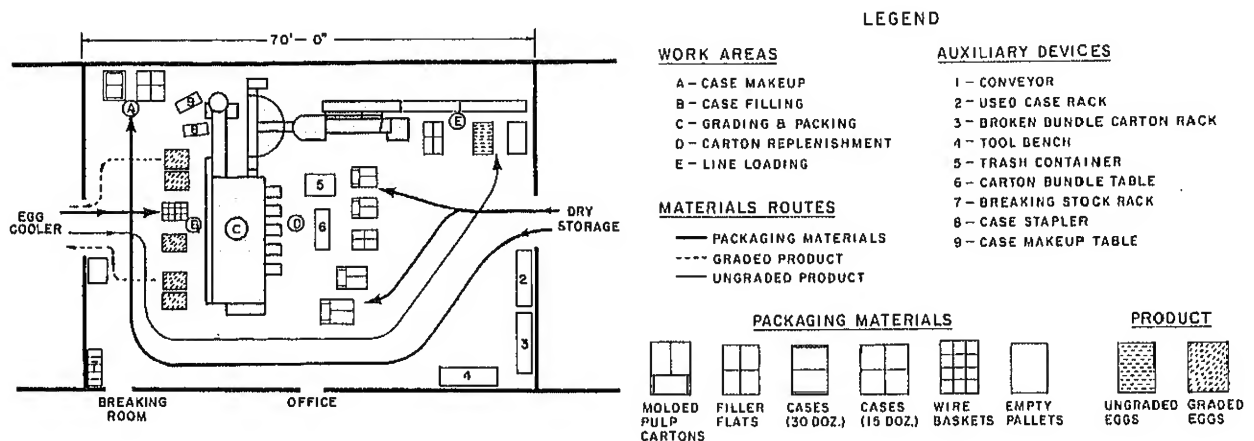 70'-0"
A
9
8
E
5
B
C
D
6
EGG
COOLER
DRY
STORAGE
2
3
7
4
BREAKING
ROOM
OFFICE
LEGEND
WORK AREAS
A - CASE MAKEUP
B - CASE FILLING
C - GRADING & PACKING
D - CARTON REPLENISHMENT
E - LINE LOADING
MATERIALS ROUTES
PACKAGING MATERIALS
GRADED PRODUCT
UNGRADED PRODUCT
AUXILIARY DEVICES
1 - CONVEYOR
2 - USED CASE RACK
3 - BROKEN BUNDLE CARTON RACK
4 - TOOL BENCH
5 - TRASH CONTAINER
6 - CARTON BUNDLE TABLE
7 - BREAKING STOCK RACK
8 - CASE STAPLER
9 - CASE MAKEUP TABLE
PACKAGING MATERIALS
MOLDED
PULP
CARTONS
FILLER
FLATS
CASES
(30 DOZ.)
CASES
(15 DOZ.)
WIRE
BASKETS
EMPTY
PALLETS
PRODUCT
UNGRADED
EGGS
GRADED
EGGS